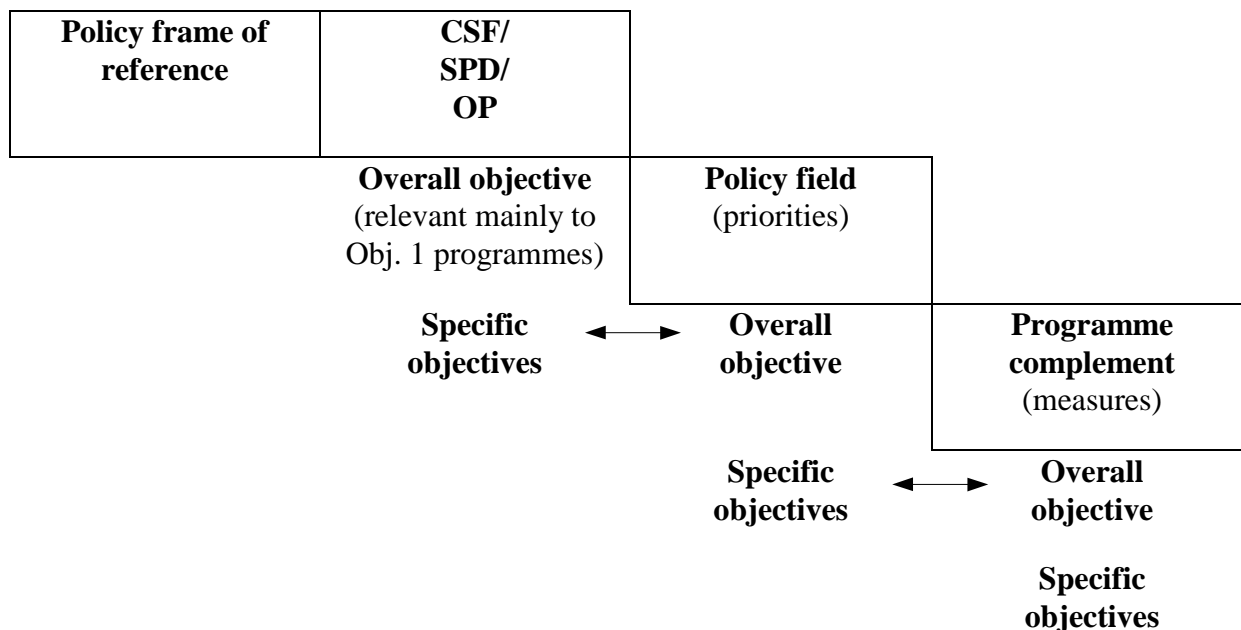 Policy frame of
reference
CSF/
SPD/
OP
Overall objective
(relevant mainly to
Obj. 1 programmes)
Policy field
(priorities)
Specific
objectives
Overall
objective
Programme
complement
(measures)
Specific
objectives
Overall
objective
Specific
objectives